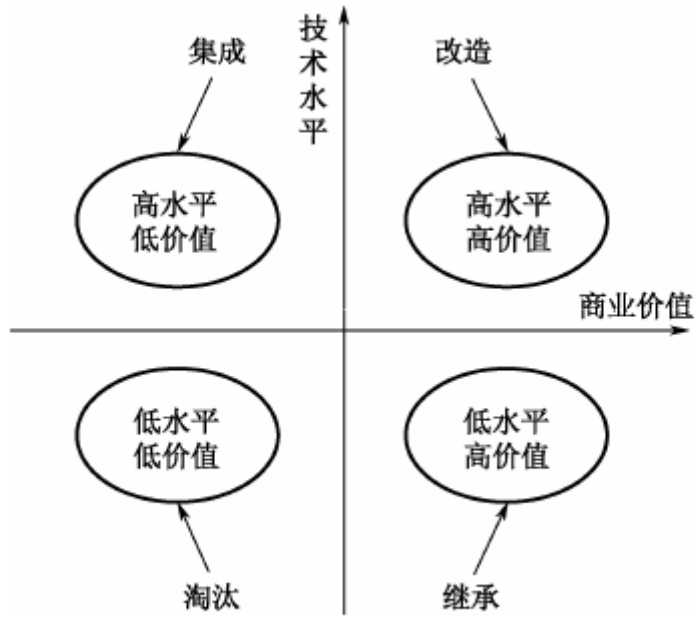 集成
技术水平
改造
高水平
低价值
高水平
高价值
商业价值
低水平
低价值
低水平
高价值
淘汰
继承